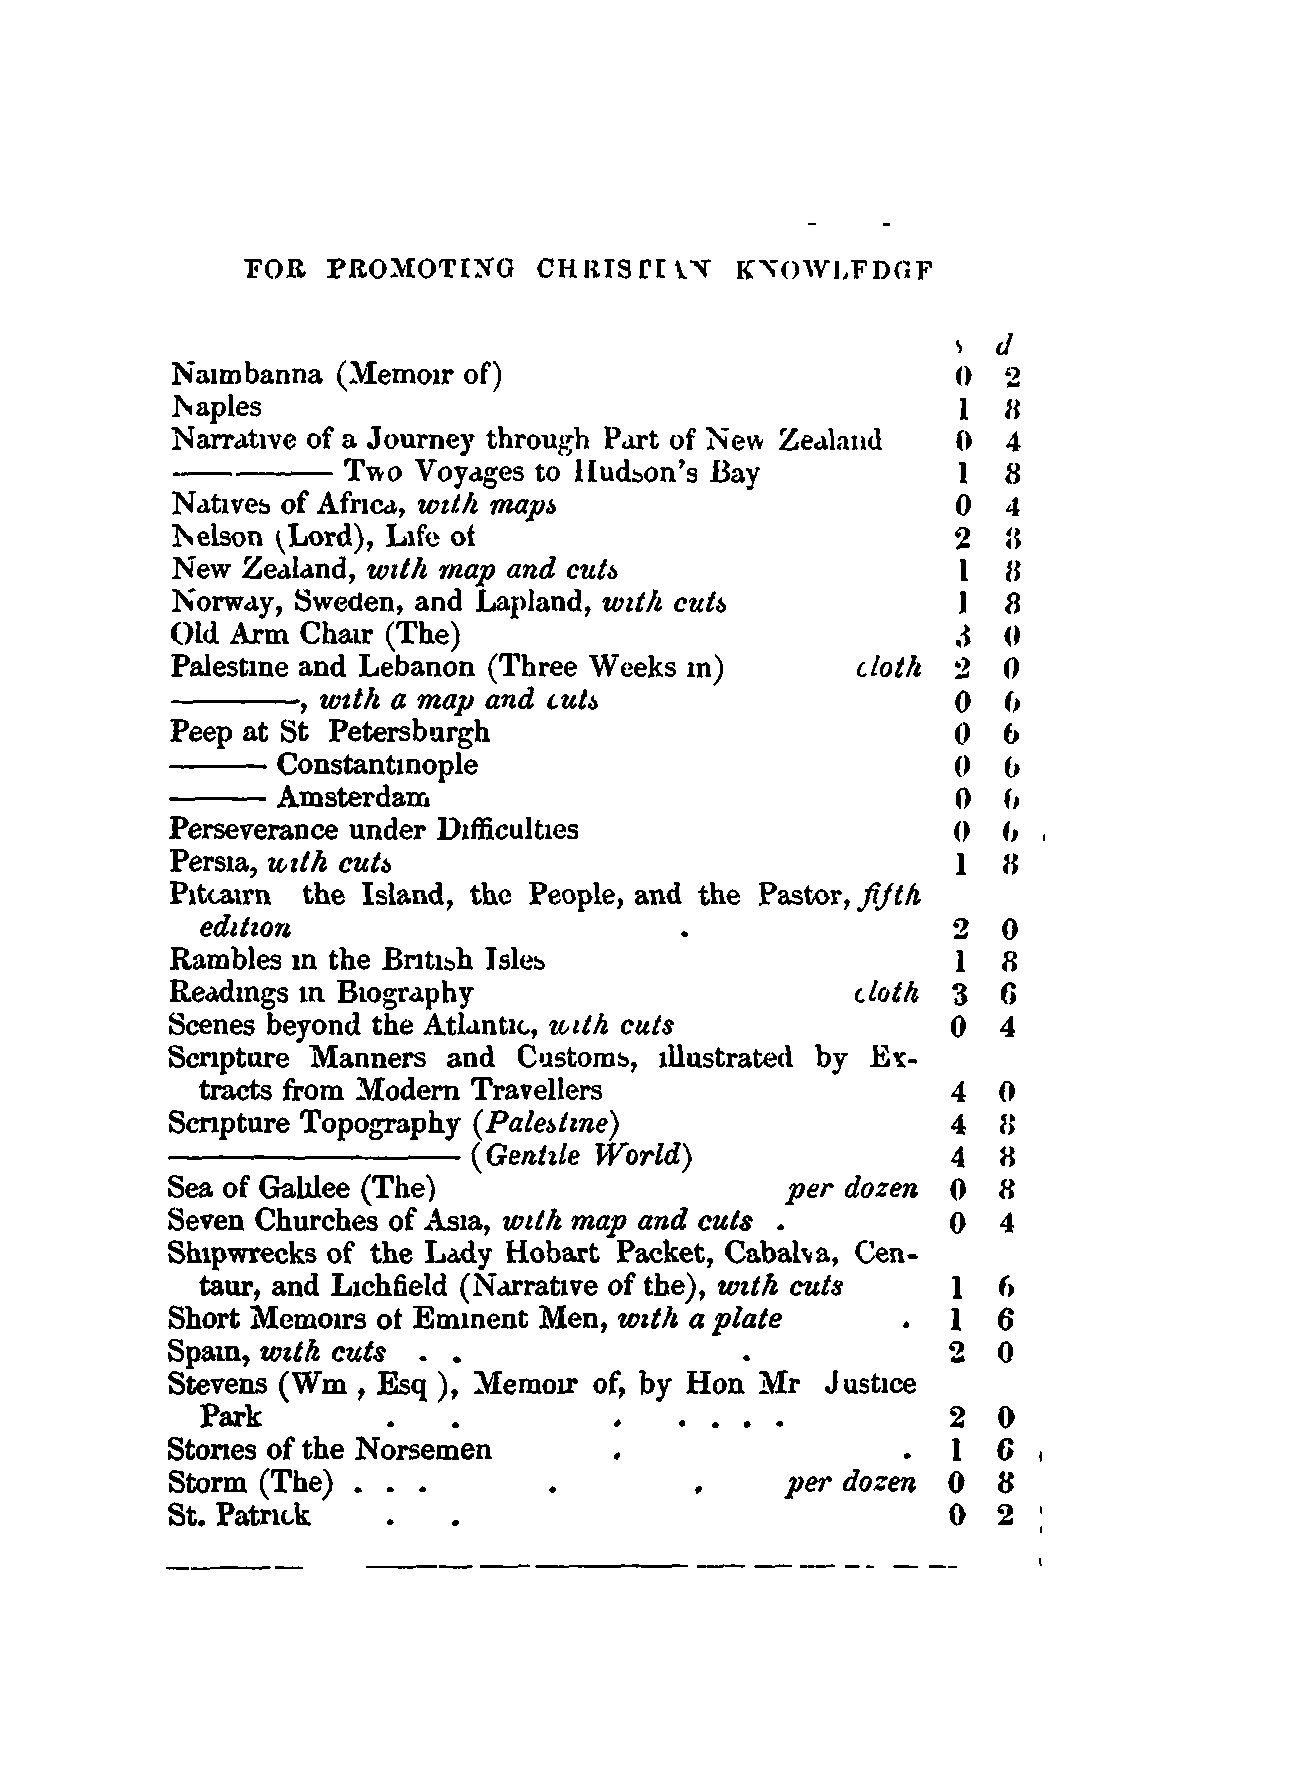 FOR PROMOTING CHRISTIAN KNOWLEDGE
s d
Naimbanna (Memoir of) 0 2
Naples 1 8
Narrative of a Journey through Part of New Zealand 0 4
———— Two Voyages to Hudson's Bay 1 8
Natives of Africa, with maps 0 4
Nelson (Lord), Life of 2 8
New Zealand, with map and cuts 1 8
Norway, Sweden, and Lapland, with cuts 1 8
Old Arm Chair (The) 3 0
Palestine and Lebanon (Three Weeks in) cloth 2 0
————, with a map and cuts 0 6
Peep at St Petersburgh 0 6
——— Constantinople 0 6
——— Amsterdam 0 6
Perseverance under Difficulties 0 6
Persia, with cuts 1 8
Pitcairn the Island, the People, and the Pastor, fifth
edition . 2 0
Rambles in the British Isles 1 8
Readings in Biography cloth 3 6
Scenes beyond the Atlantic, with cuts 0 4
Scripture Manners and Customs, illustrated by Ex-
tracts from Modern Travellers 4 0
Scripture Topography (Palestine) 4 8
———————— (Gentile World) 4 8
Sea of Galilee (The) per dozen 0 8
Seven Churches of Asia, with map and cuts . 0 4
Shipwrecks of the Lady Hobart Packet, Cabalva, Cen-
taur, and Lichfield (Narrative of the), with cuts 1 6
Short Memoirs of Eminent Men, with a plate . 1 6
Spain, with cuts . . . 2 0
Stevens (Wm , Esq ), Memoir of, by Hon Mr Justice
Park . . . . . . . 2 0
Stories of the Norsemen . . 1 6
Storm (The) . . . . . per dozen 0 8
St. Patrick . . 0 2